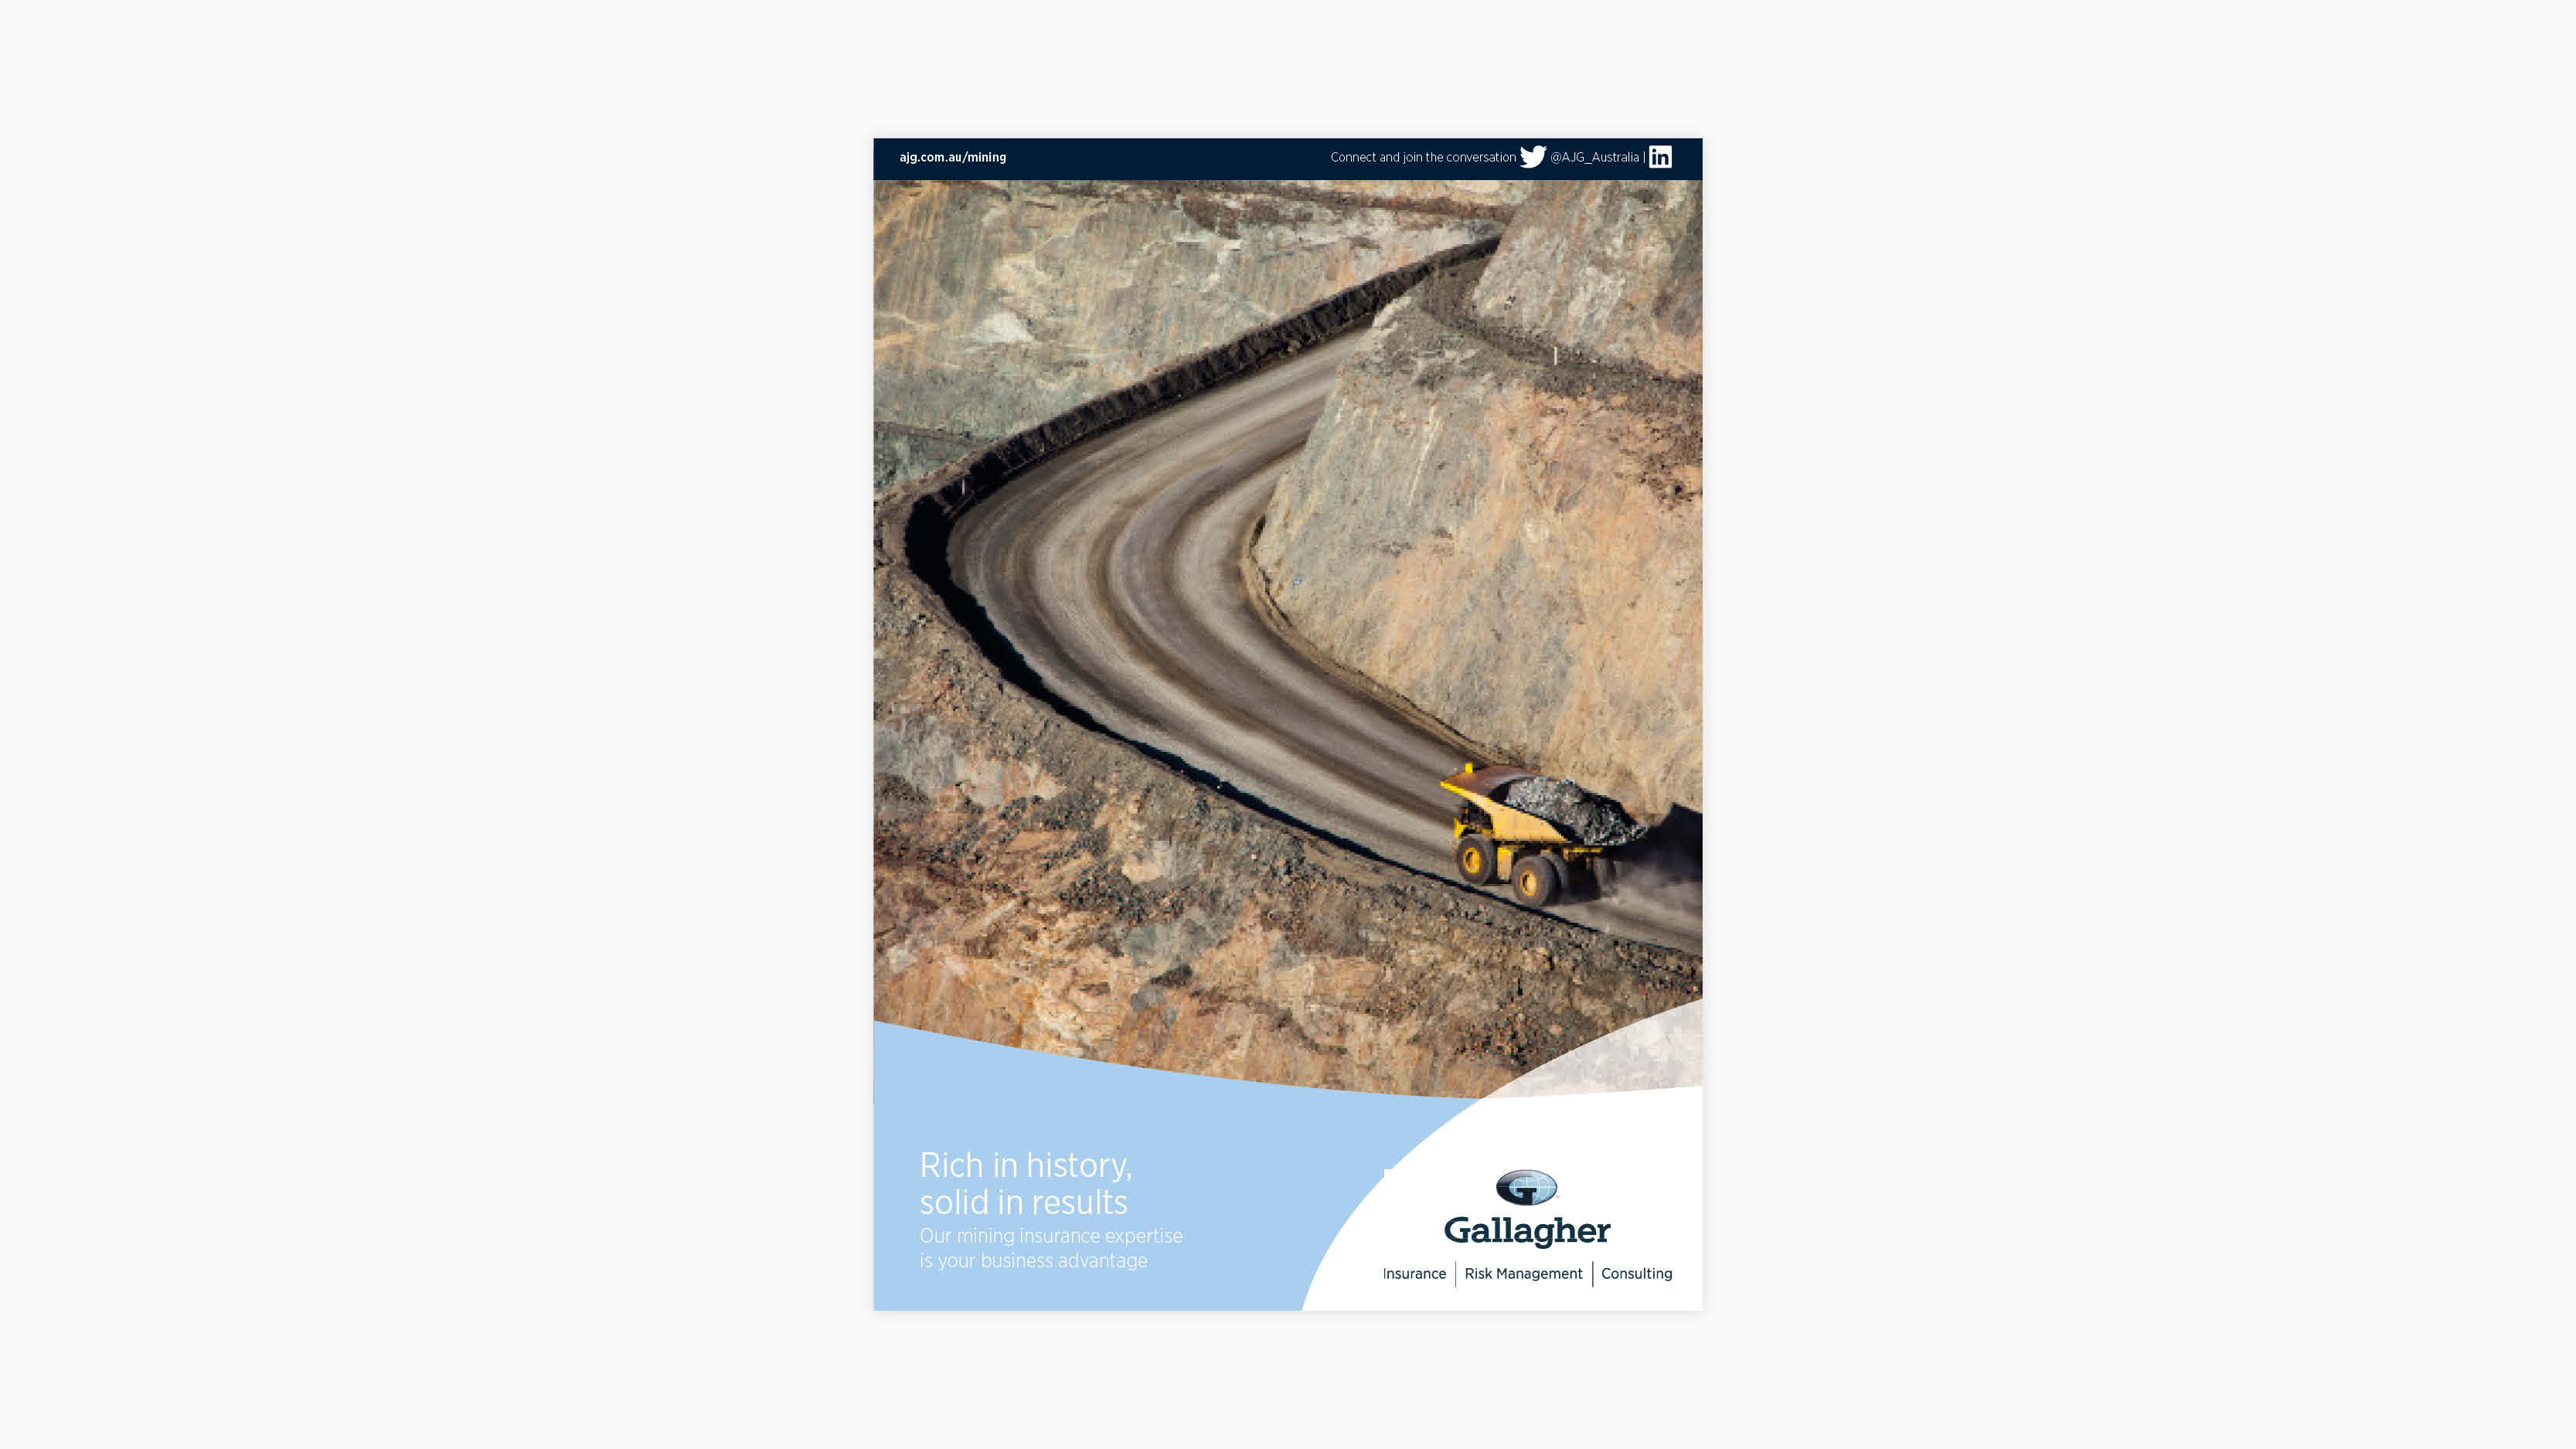 ajg.com.au/mining
Connect and join the conversation @AJG_Australia |
Rich in history,
solid in results
Our mining insurance expertise
is your business advantage
Gallagher
Insurance | Risk Management | Consulting